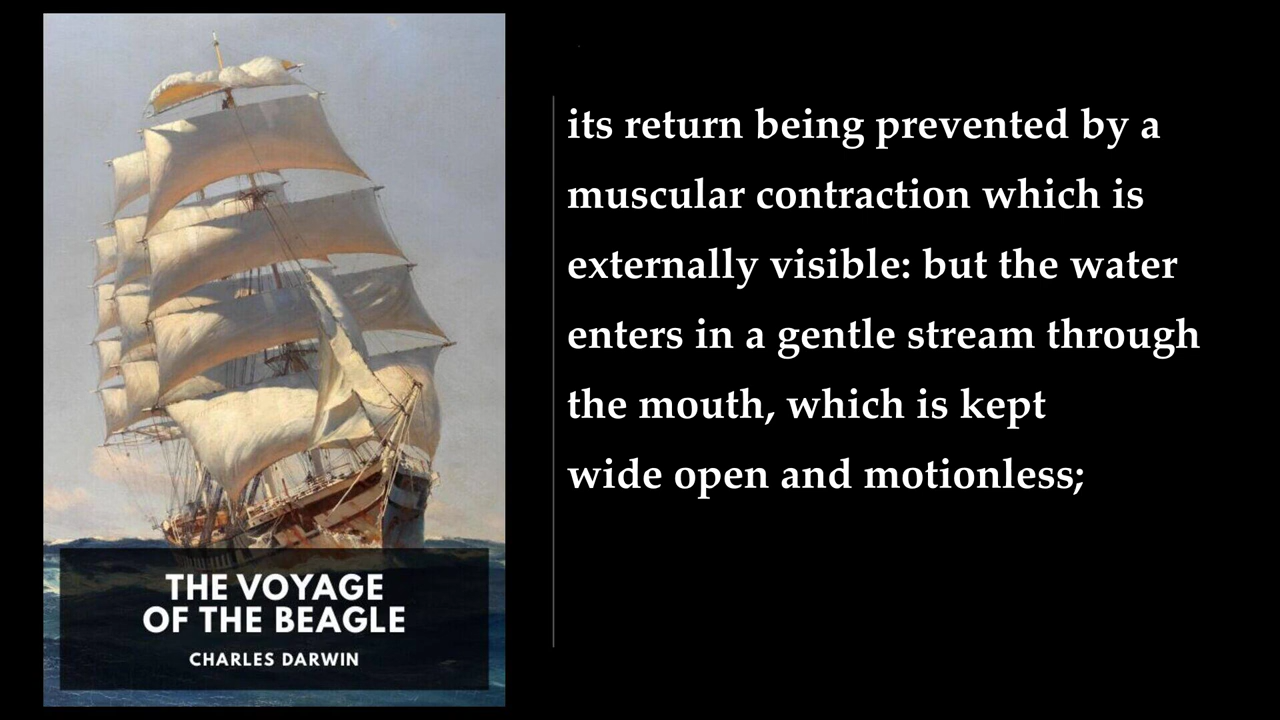 THE VOYAGE
OF THE BEAGLE
CHARLES DARWIN
its return being prevented by a
muscular contraction which is
externally visible: but the water
enters in a gentle stream through
the mouth, which is kept
wide open and motionless;